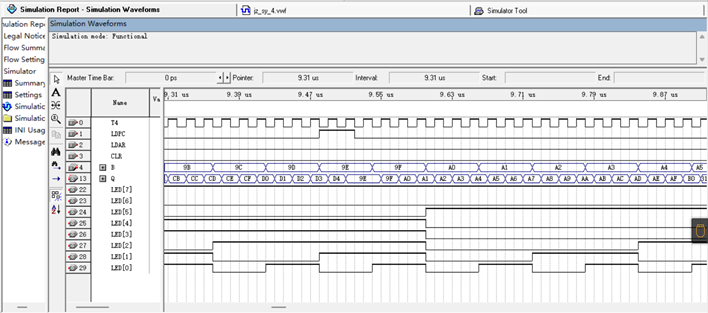 Simulation Report - Simulation Waveforms
jz_sy_4.vwf
Simulator Tool
ulation Rep
Legal Notice
Flow Summa
Flow Setting
Simulator
Summary
Settings
Simulatic
Simulatic
INI Usag
Message
Simulation Waveforms
Simulation mode: Functional
Master Time Bar: 0 ps Pointer: 9.31 us Interval: 9.31 us Start: End:
Name Va 9.31 us 9.39 us 9.47 us 9.55 us 9.63 us 9.71 us 9.79 us 9.87 us
0 T4
1 LDPC
2 LDAR
3 CLR
4 B 9B 9C 9D 9E 9F A0 A1 A2 A3 A4 A5
13 Q CB CC CD CE CF D0 D1 D2 D3 D4 9E 9F A0 A1 A2 A3 A4 A5 A6 A7 A8 A9 AA AB AC AD AE AF B0
22 LED[7]
23 LED[6]
24 LED[5]
25 LED[4]
26 LED[3]
27 LED[2]
28 LED[1]
29 LED[0]